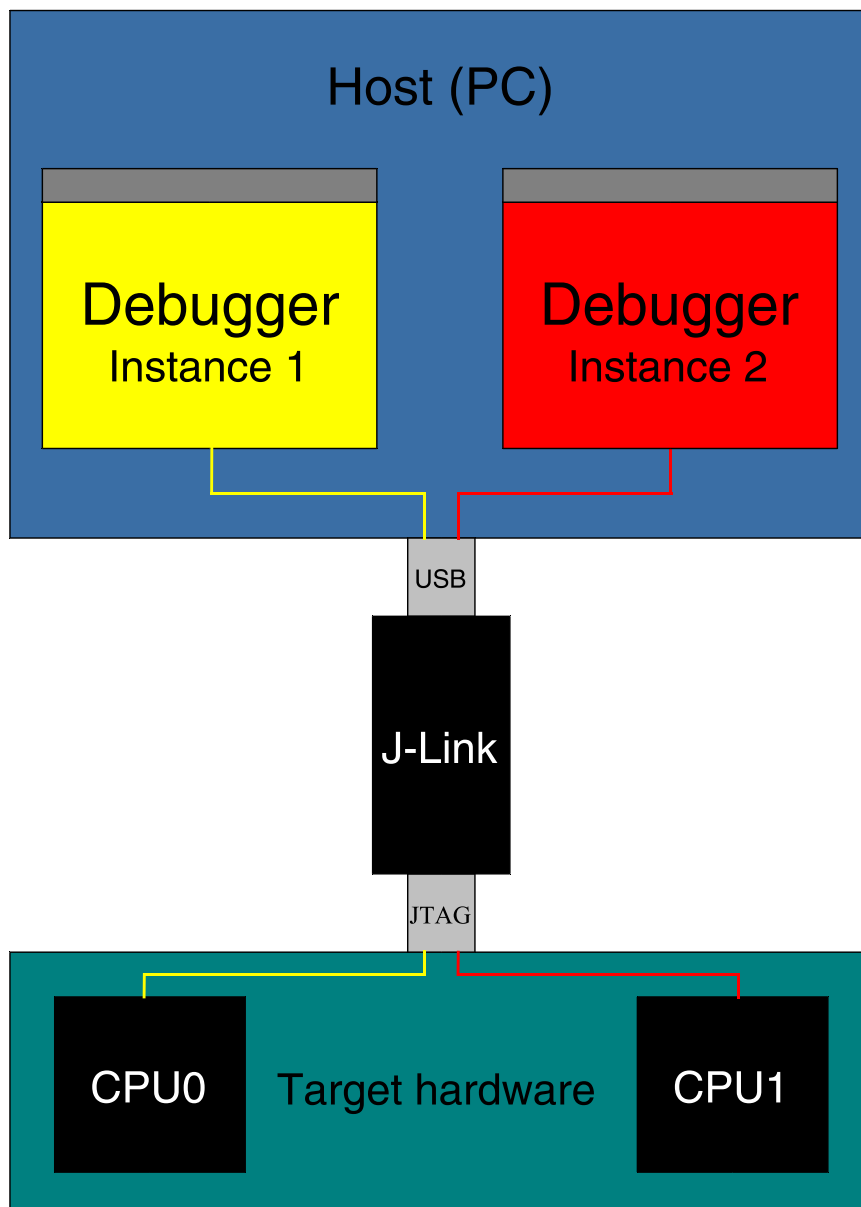 Host (PC)
Debugger
Instance 1
Debugger
Instance 2
USB
J-Link
JTAG
CPU0
Target hardware
CPU1